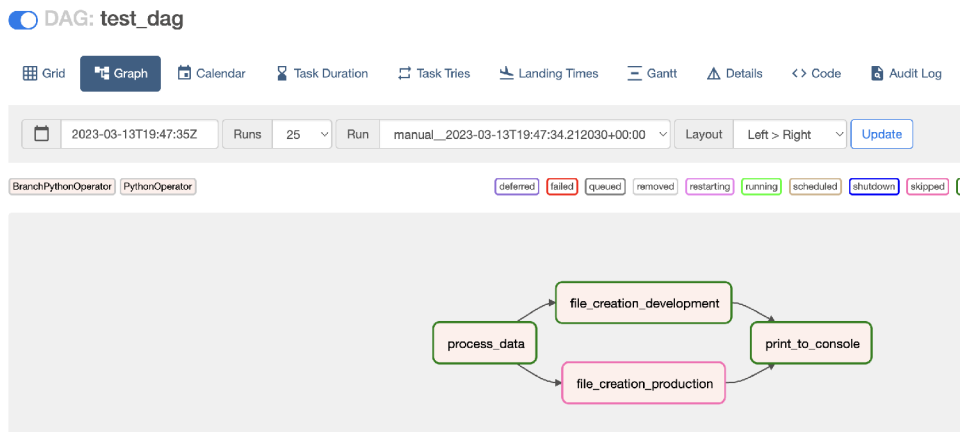 DAG: test_dag
Grid Graph Calendar Task Duration Task Tries Landing Times Gantt Details Code Audit Log
2023-03-13T19:47:35Z Runs 25 Run manual__2023-03-13T19:47:34.212030+00:00 Layout Left > Right Update
BranchPythonOperator PythonOperator deferred failed queued removed restarting running scheduled shutdown skipped
file_creation_development
process_data print_to_console
file_creation_production